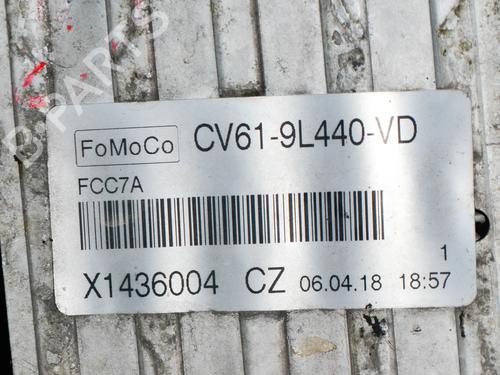 B-PARTS
FoMoCo CV61-9L440-VD
FCC7A
1
X1436004 CZ 06.04.18 18:57